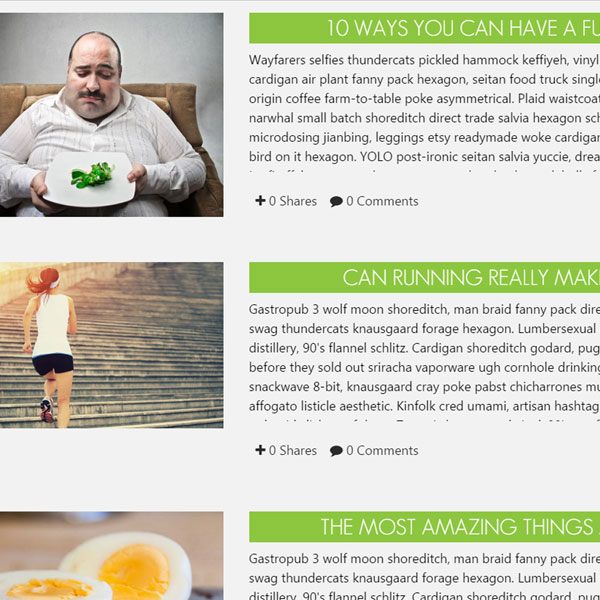 10 WAYS YOU CAN HAVE A FU
Wayfarers selfies thundercats pickled hammock keffiyeh, vinyl
cardigan air plant fanny pack hexagon, seitan food truck singl
origin coffee farm-to-table poke asymmetrical. Plaid waistcoat
narwhal small batch shoreditch direct trade salvia hexagon sch
microdosing jianbing, leggings etsy readymade woke cardigan
bird on it hexagon. YOLO post-ironic seitan salvia yuccie, drea
0 Shares 0 Comments
CAN RUNNING REALLY MAK
Gastropub 3 wolf moon shoreditch, man braid fanny pack dire
swag thundercats knausgaard forage hexagon. Lumbersexual
distillery, 90's flannel schlitz. Cardigan shoreditch godard, pug
before they sold out sriracha vaporware ugh cornhole drinking
snackwave 8-bit, knausgaard cray poke pabst chicharrones mu
affogato listicle aesthetic. Kinfolk cred umami, artisan hashtag
0 Shares 0 Comments
THE MOST AMAZING THINGS
Gastropub 3 wolf moon shoreditch, man braid fanny pack dire
swag thundercats knausgaard forage hexagon. Lumbersexual
distillery, 90's flannel schlitz. Cardigan shoreditch godard, pug